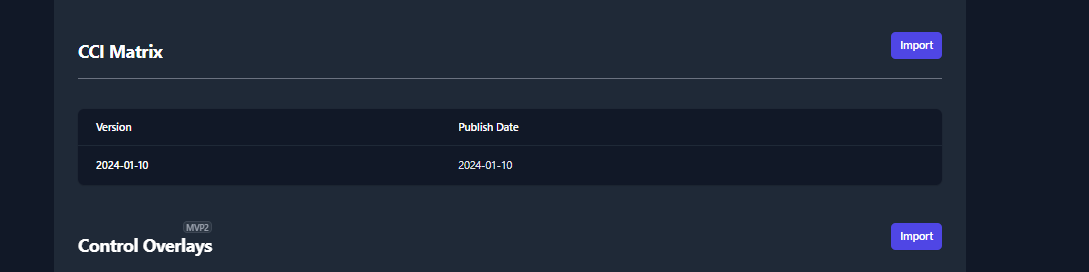 CCI Matrix
Import
Version Publish Date
2024-01-10 2024-01-10
MVP2
Control Overlays
Import